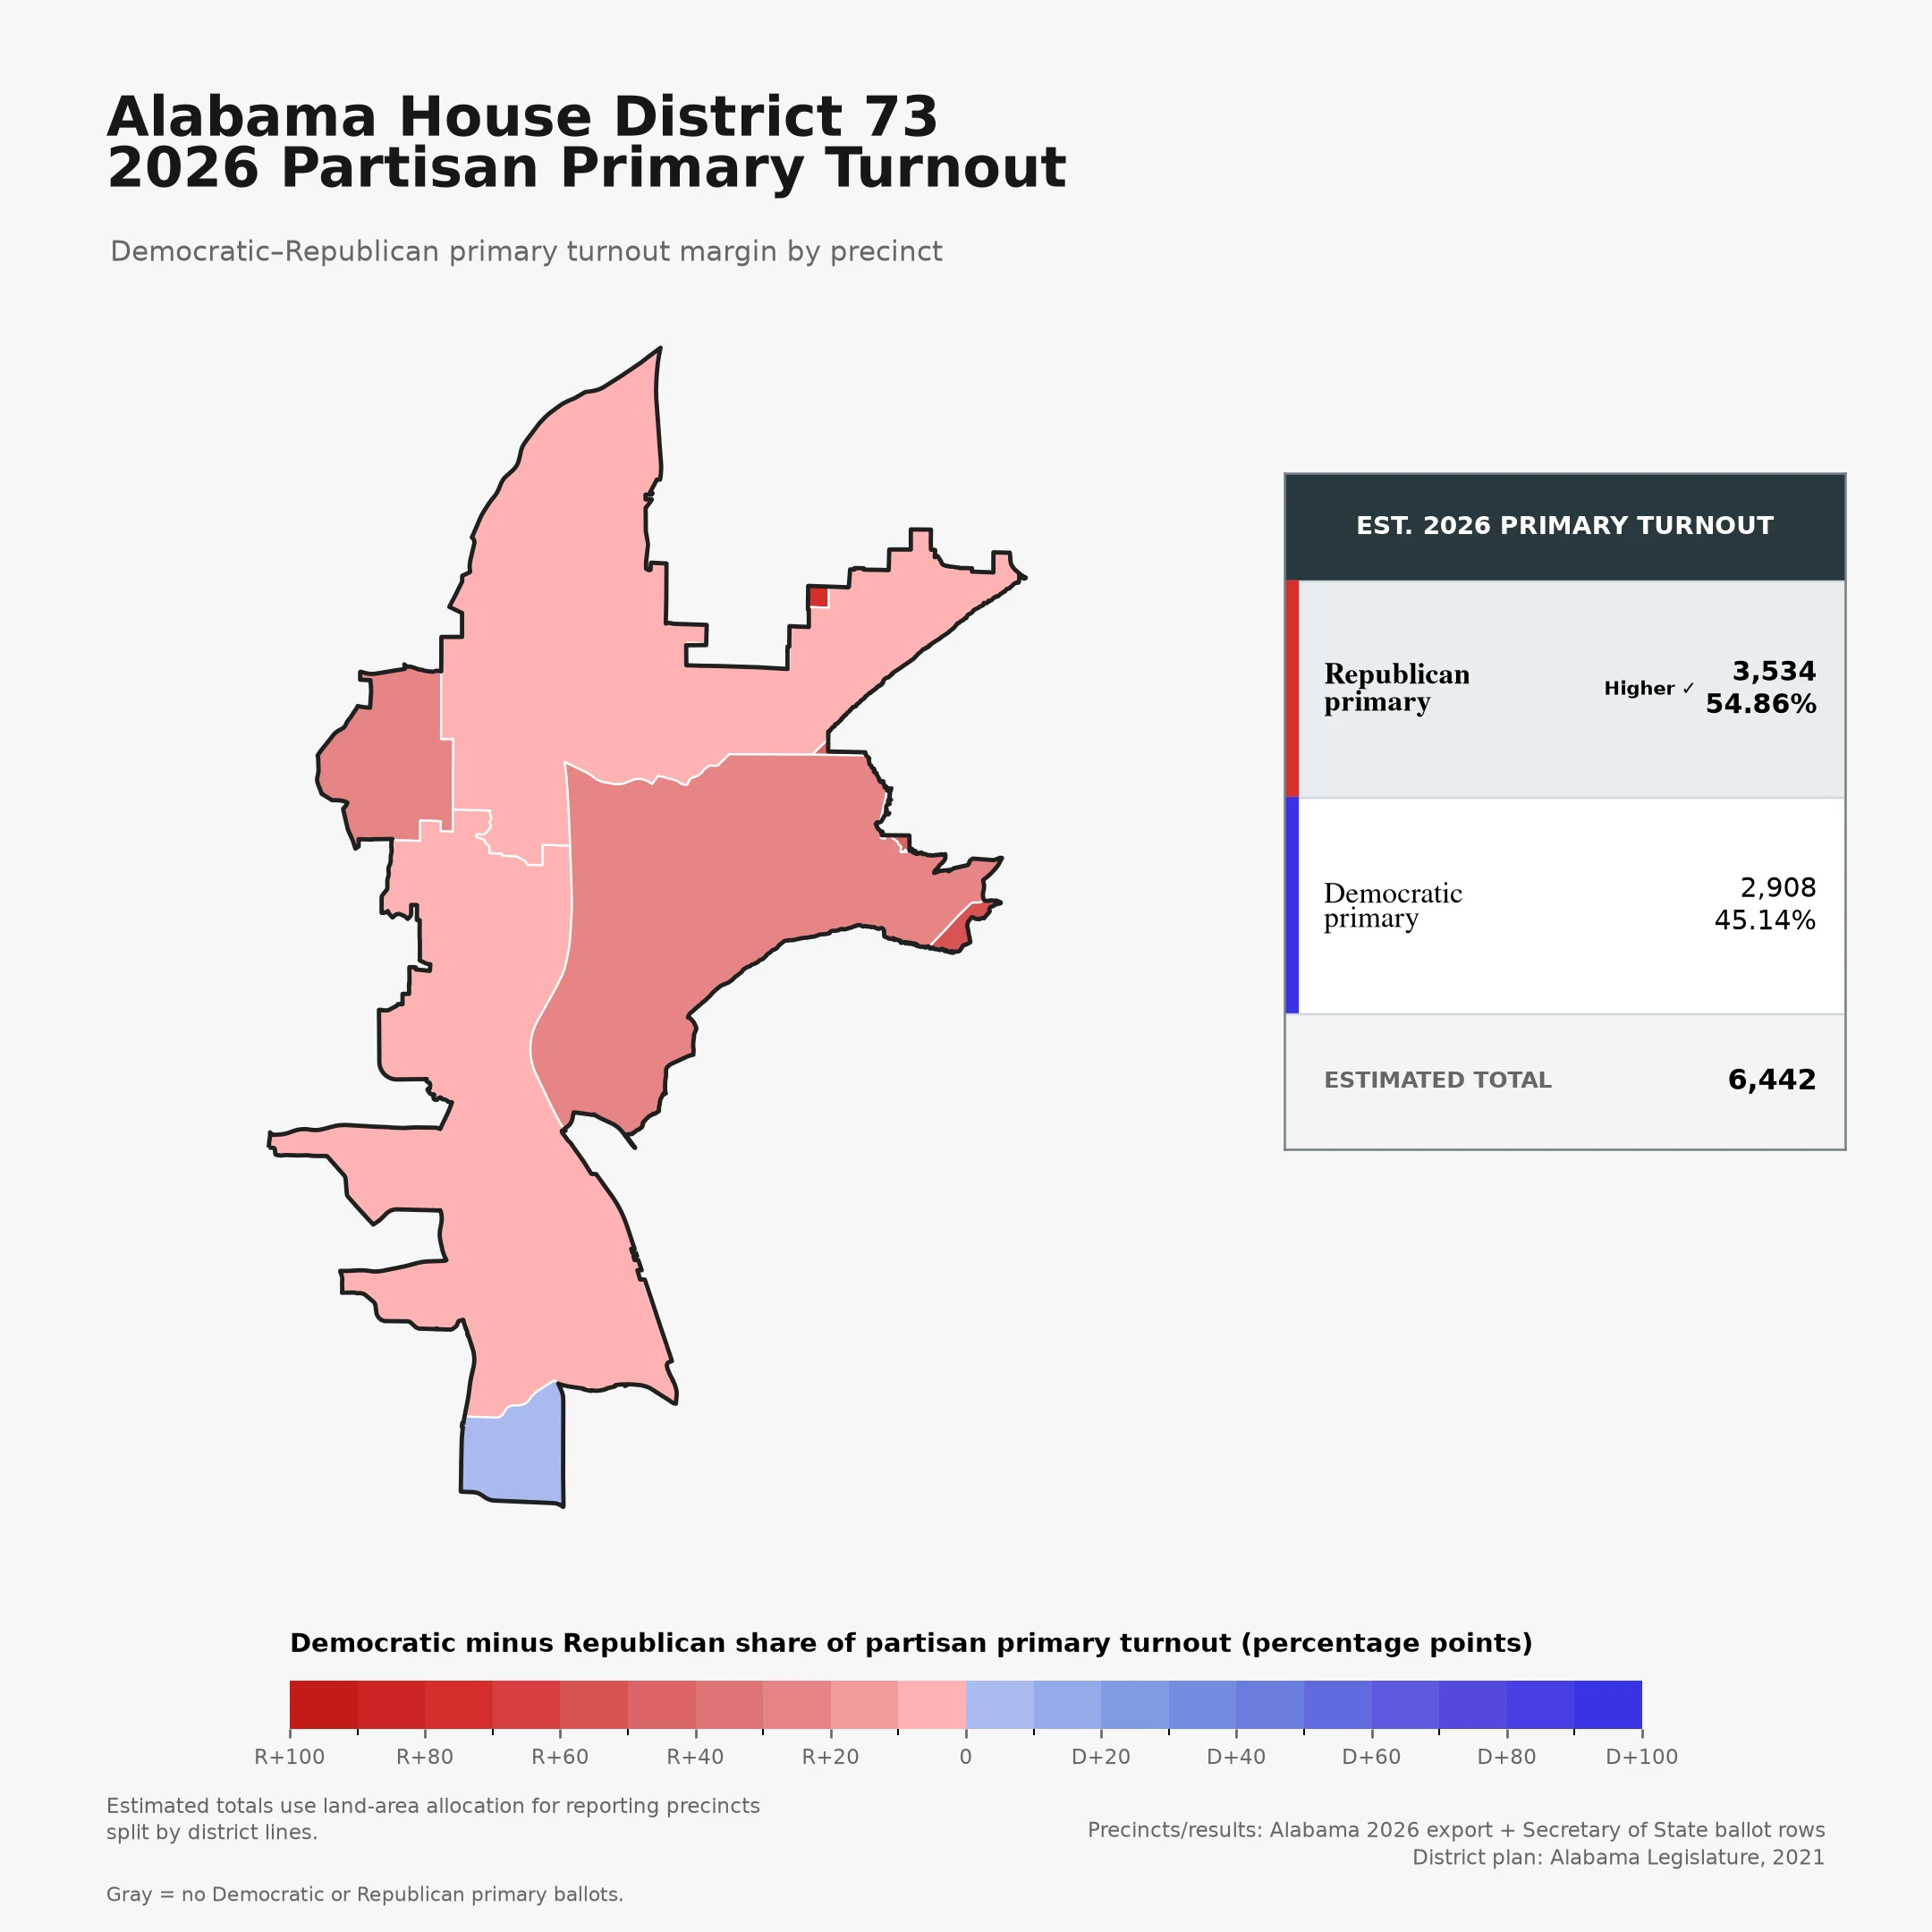 Alabama House District 73
2026 Partisan Primary Turnout
Democratic–Republican primary turnout margin by precinct
EST. 2026 PRIMARY TURNOUT
Republican
primary
Higher ✓
3,534
54.86%
Democratic
primary
2,908
45.14%
ESTIMATED TOTAL
6,442
Democratic minus Republican share of partisan primary turnout (percentage points)
R+100 R+80 R+60 R+40 R+20 0 D+20 D+40 D+60 D+80 D+100
Estimated totals use land-area allocation for reporting precincts
split by district lines.
Precincts/results: Alabama 2026 export + Secretary of State ballot rows
District plan: Alabama Legislature, 2021
Gray = no Democratic or Republican primary ballots.